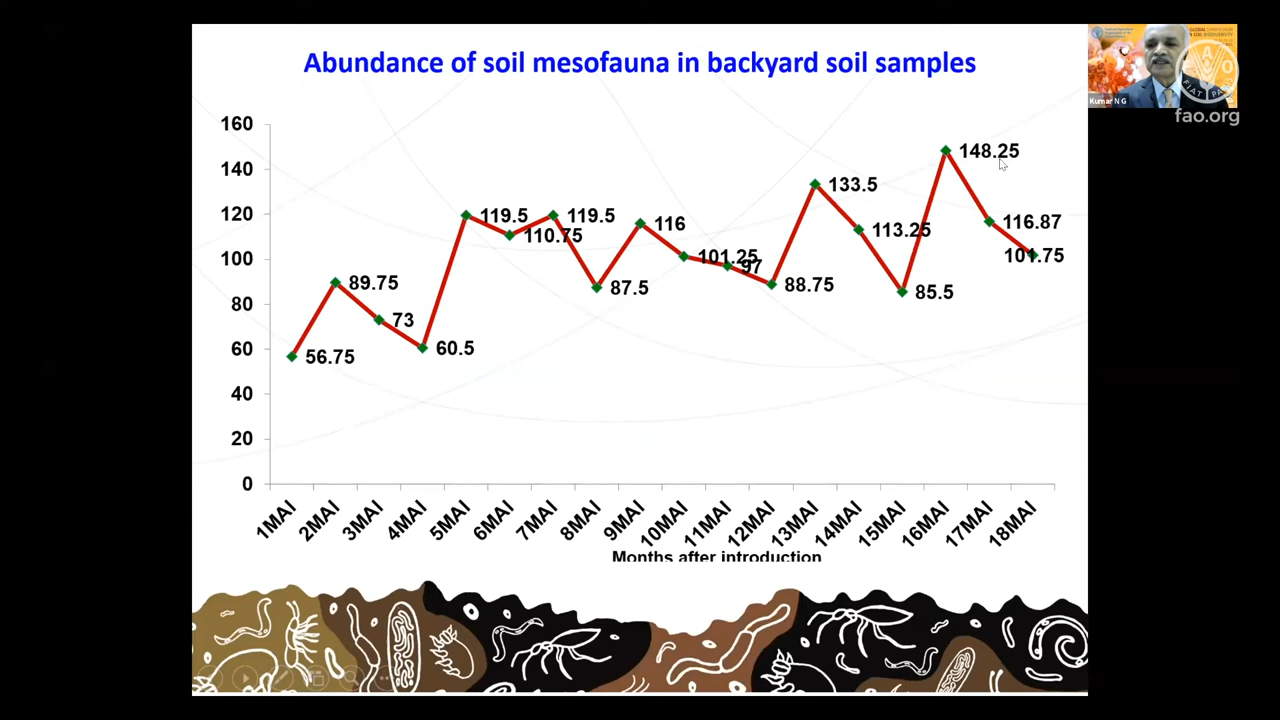 Abundance of soil mesofauna in backyard soil samples
160
140
120
100
80
60
40
20
0
56.75
89.75
73
60.5
119.5
110.75
119.5
87.5
116
101.25
97
88.75
133.5
113.25
85.5
148.25
116.87
101.75
1MAI
2MAI
3MAI
4MAI
5MAI
6MAI
7MAI
8MAI
9MAI
10MAI
11MAI
12MAI
13MAI
14MAI
15MAI
16MAI
17MAI
18MAI
Months after introduction
Kumar N G
fao.org